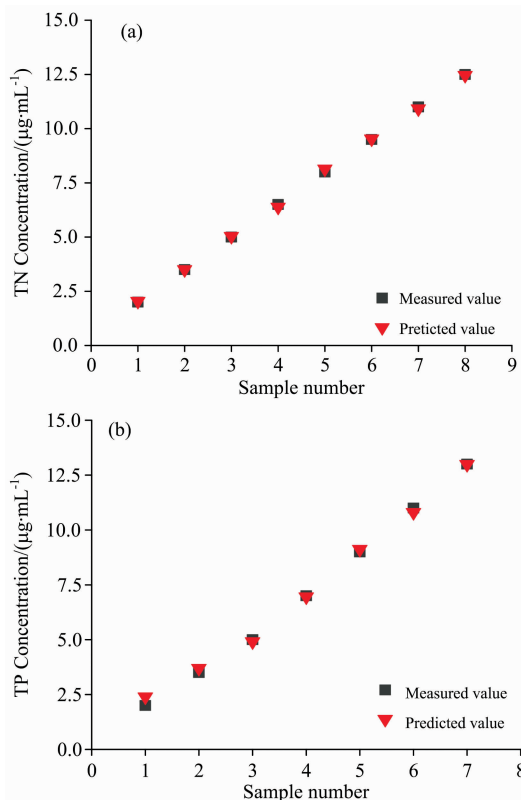 (a)
15.0
12.5
10.0
7.5
5.0
2.5
0.0
TN Concentration/(μg·mL-1)
Measured value
Preticted value
0 1 2 3 4 5 6 7 8 9
Sample number
(b)
15.0
12.5
10.0
7.5
5.0
2.5
0.0
TP Concentration/(μg·mL-1)
Measured value
Predicted value
0 1 2 3 4 5 6 7 8
Sample number